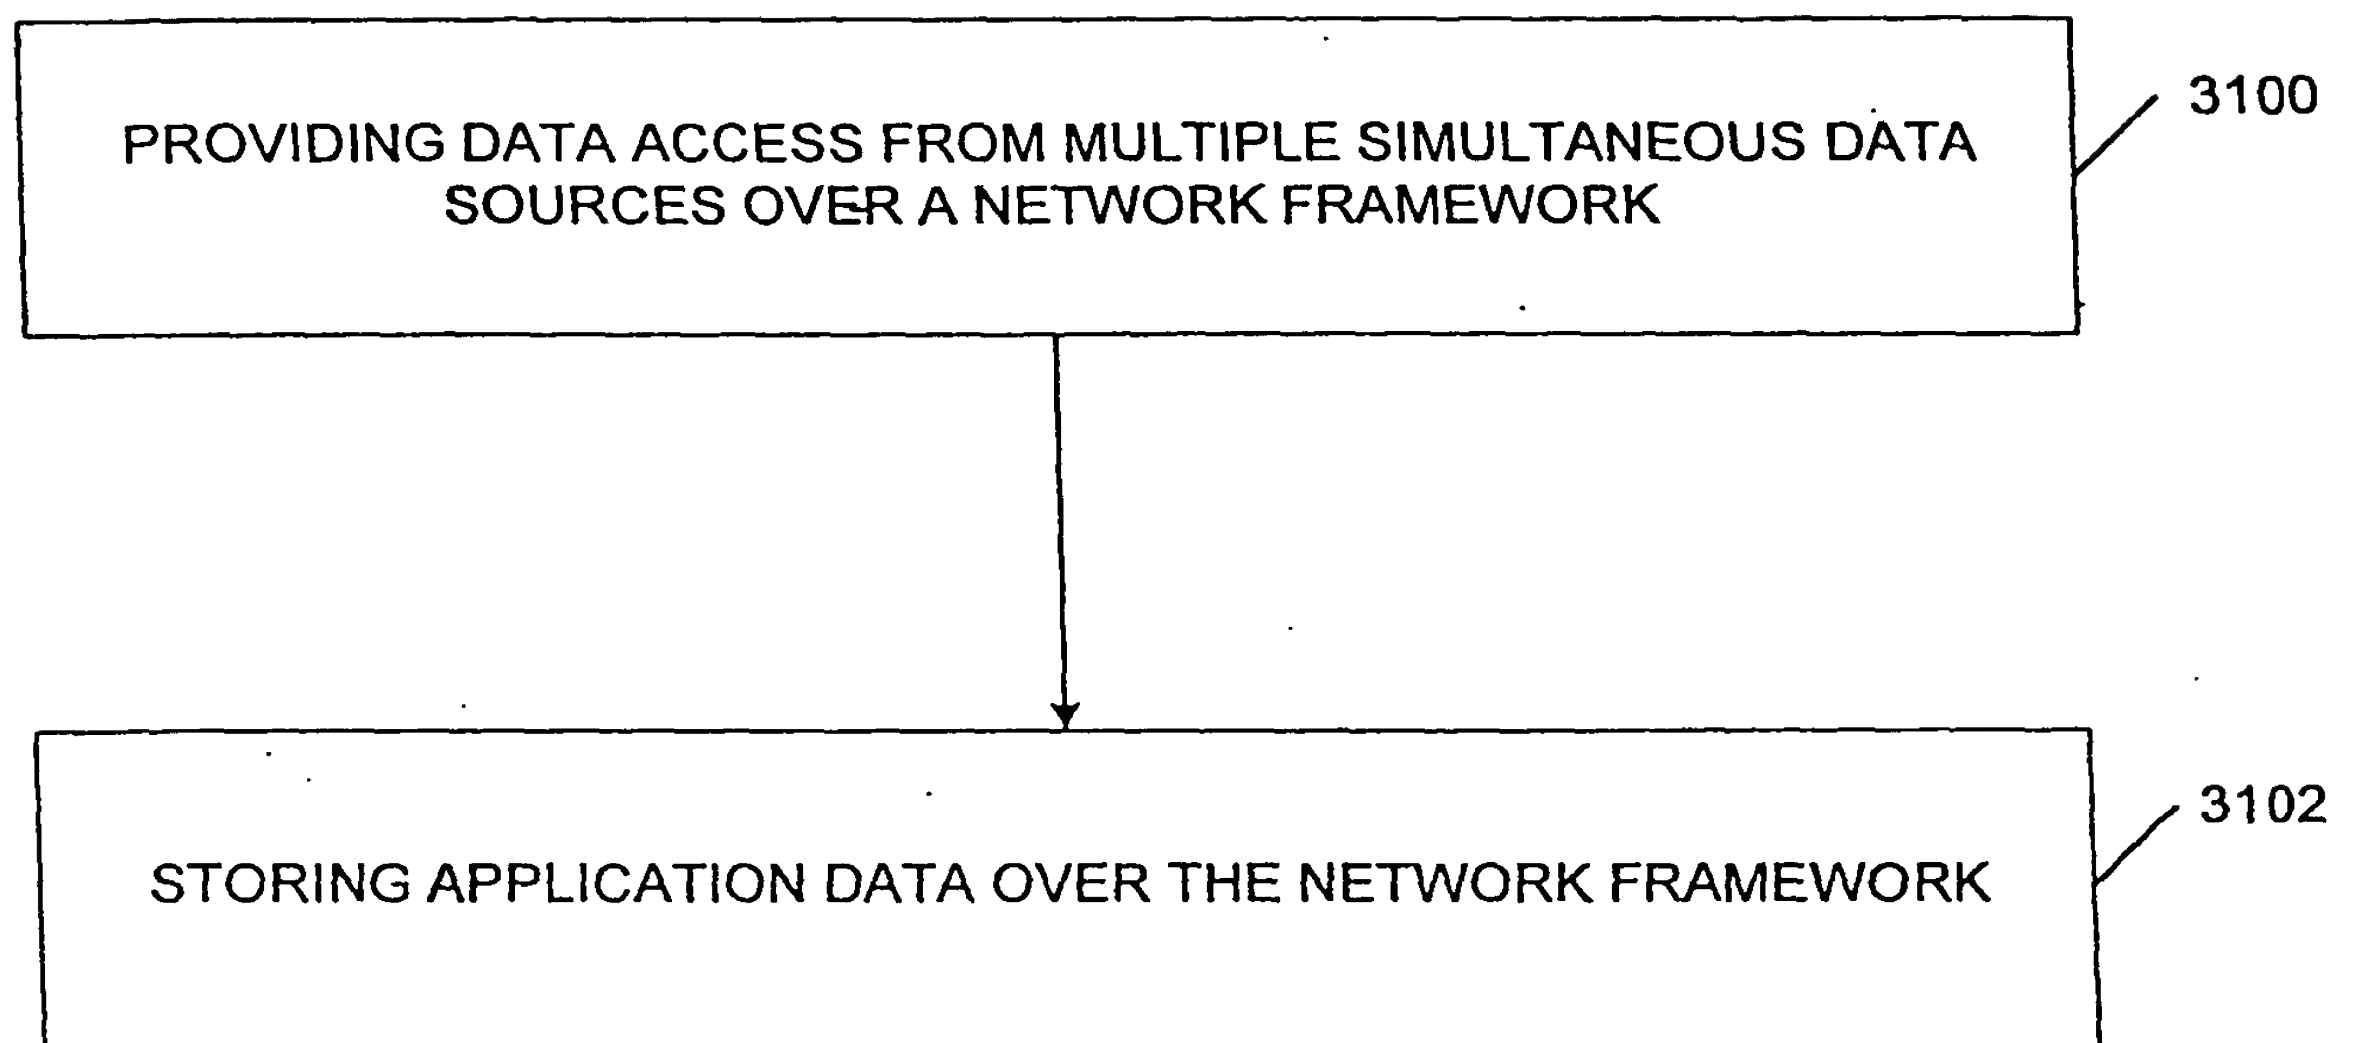 3100
PROVIDING DATA ACCESS FROM MULTIPLE SIMULTANEOUS DATA
SOURCES OVER A NETWORK FRAMEWORK
3102
STORING APPLICATION DATA OVER THE NETWORK FRAMEWORK